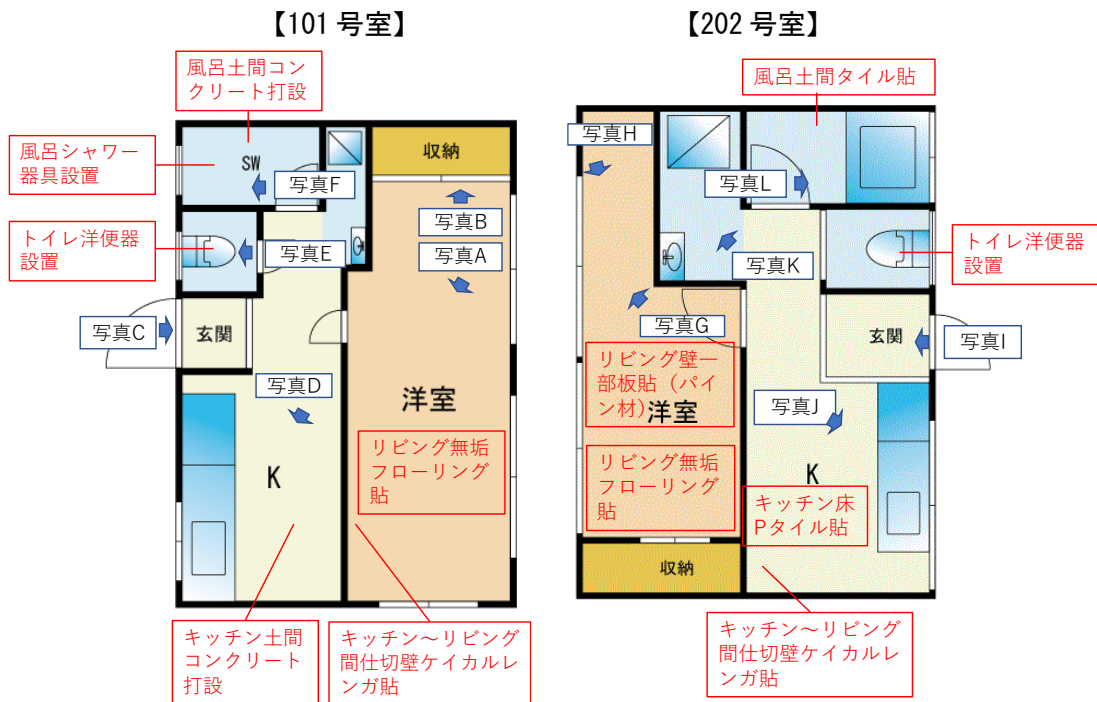 【101 号室】
風呂土間コン
クリート打設
風呂シャワー
器具設置
トイレ洋便器
設置
SW
写真F
収納
写真B
写真E
写真A
写真C
玄関
写真D
洋室
リビング無垢
フローリング
貼
K
キッチン土間
コンクリート
打設
キッチン～リビング
間仕切壁ケイカルレ
ンガ貼
【202 号室】
風呂土間タイル貼
写真H
写真L
トイレ洋便器
設置
写真K
写真G
玄関
写真I
リビング壁一
部板貼（パイ
ン材）
洋室
写真J
リビング無垢
フローリング
貼
K
キッチン床
Pタイル貼
収納
キッチン～リビング
間仕切壁ケイカルレ
ンガ貼